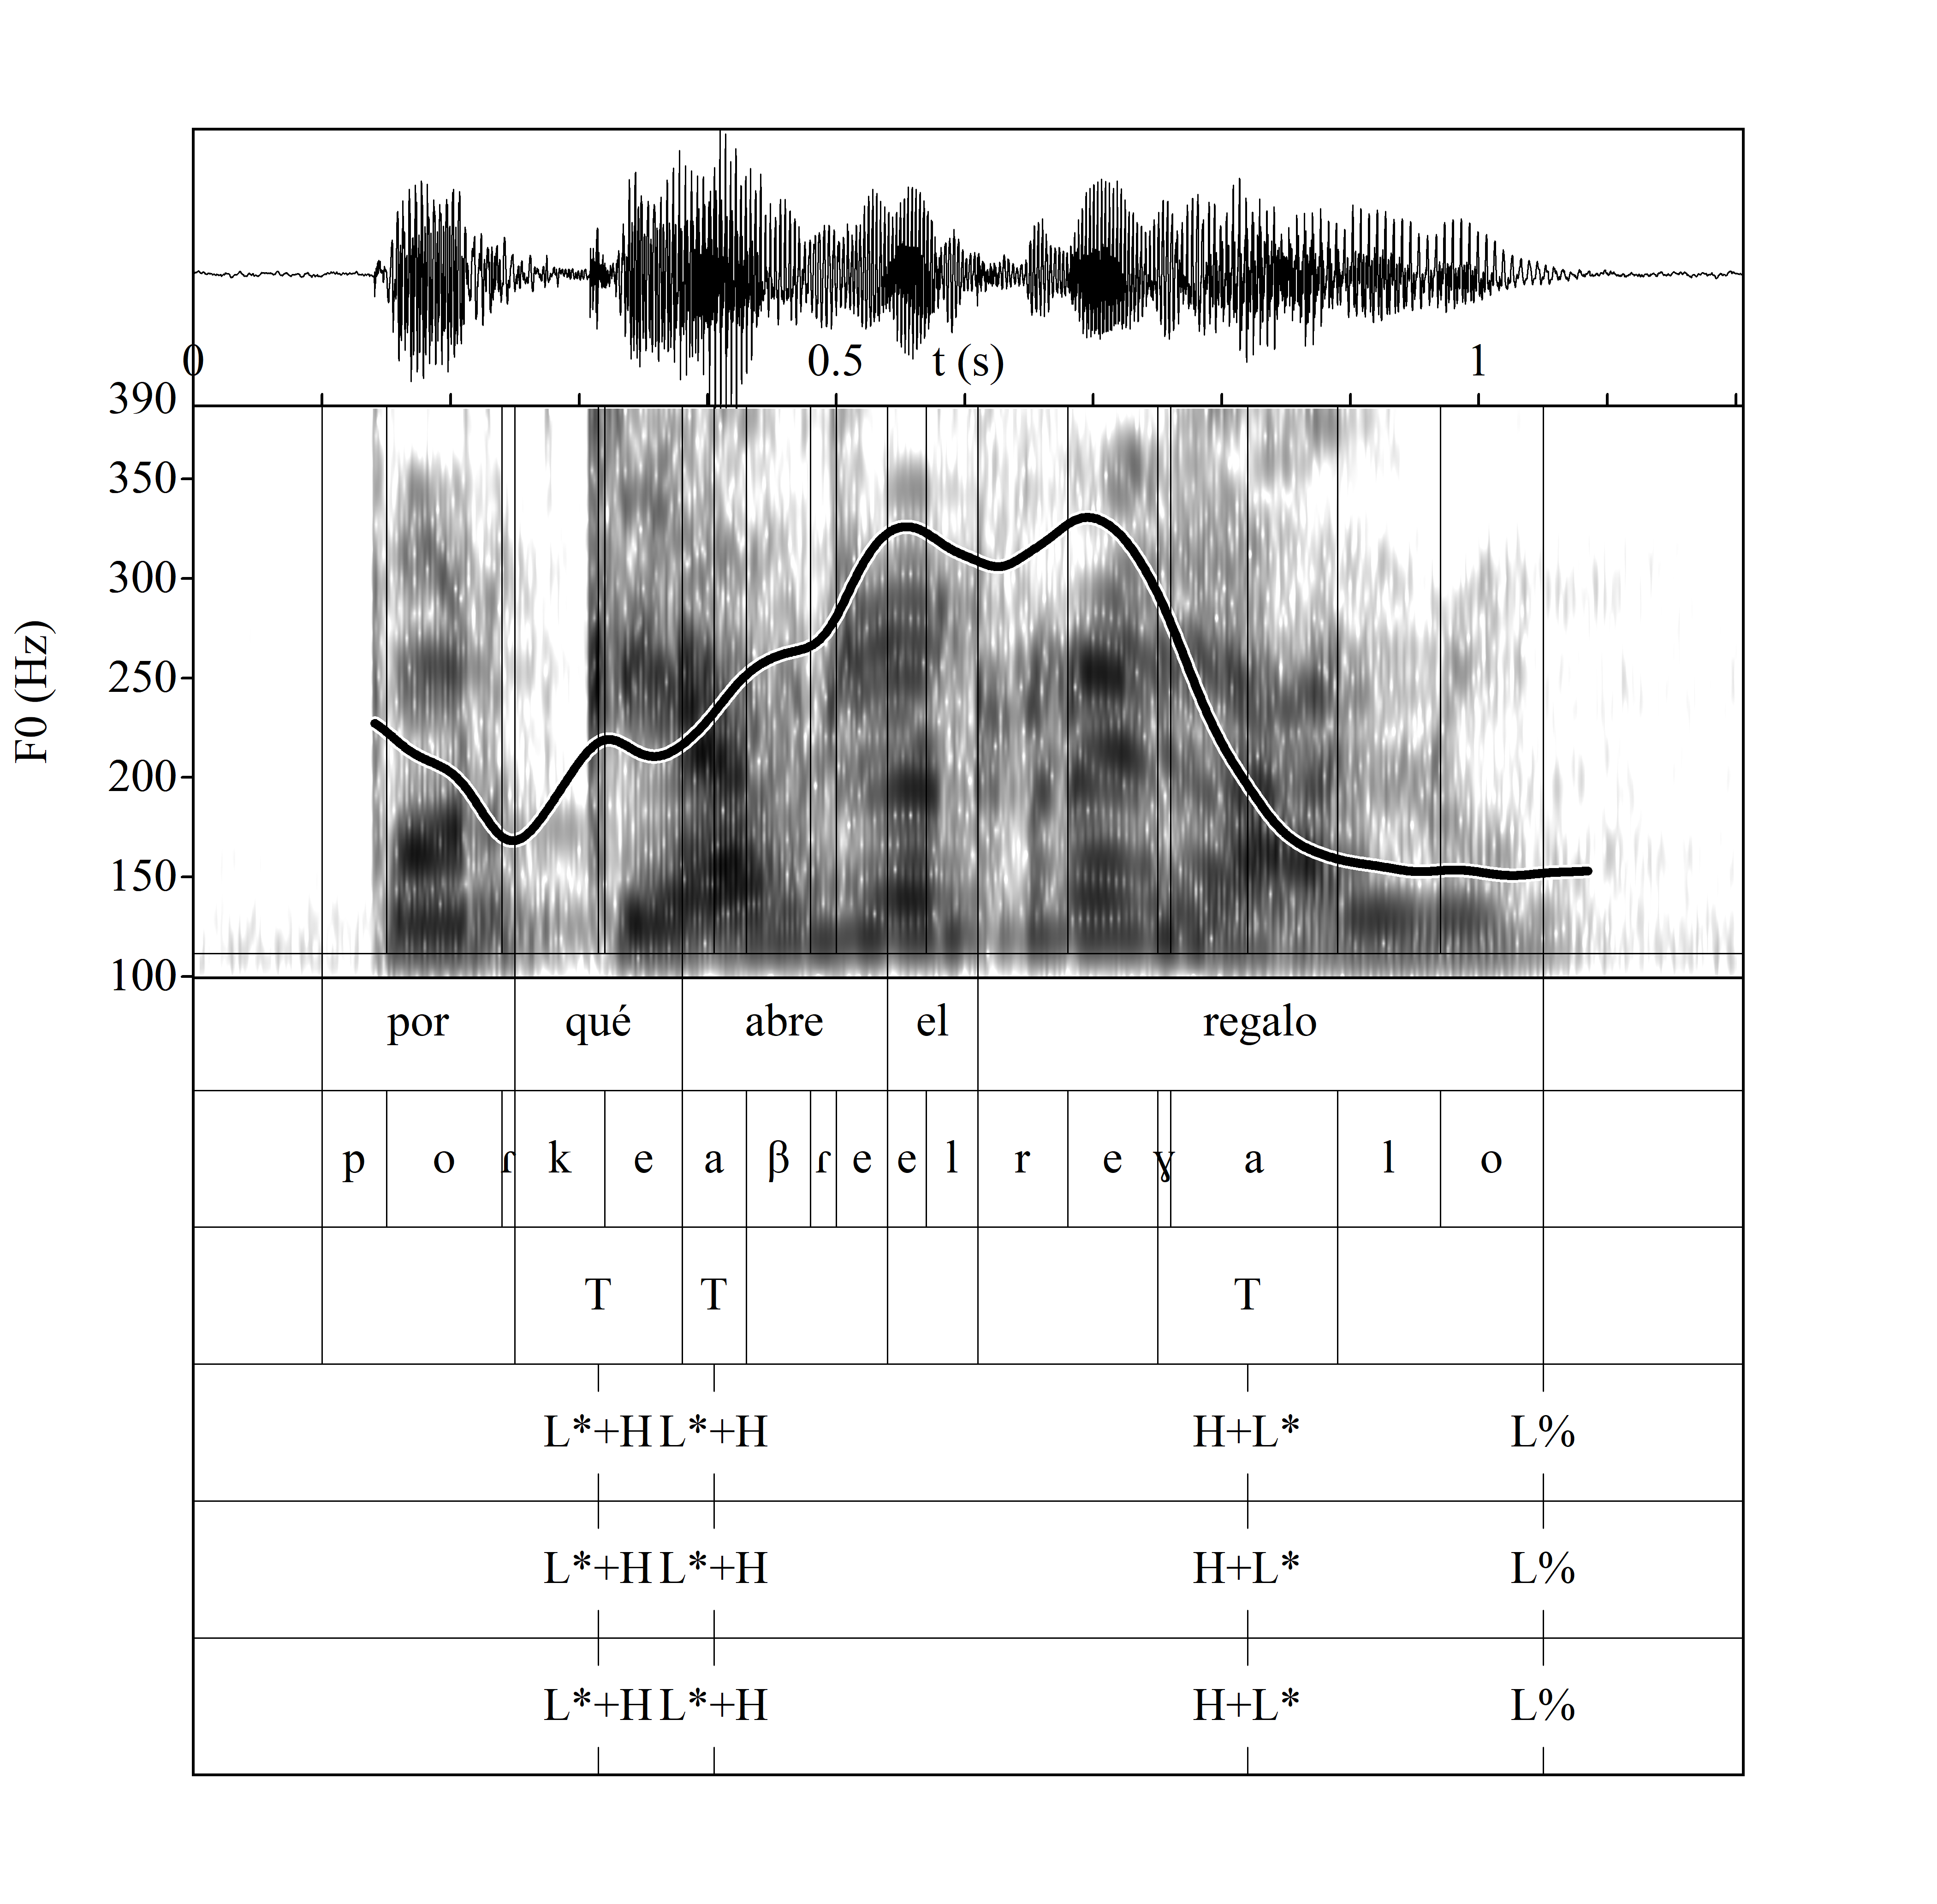 0 0.5 t (s) 1
390
350
300
250
200
150
100
F0 (Hz)
por qué abre el regalo
p o ɾ k e a β ɾ e e l r e ɣ a l o
T T T
L*+H L*+H H+L* L%
L*+H L*+H H+L* L%
L*+H L*+H H+L* L%